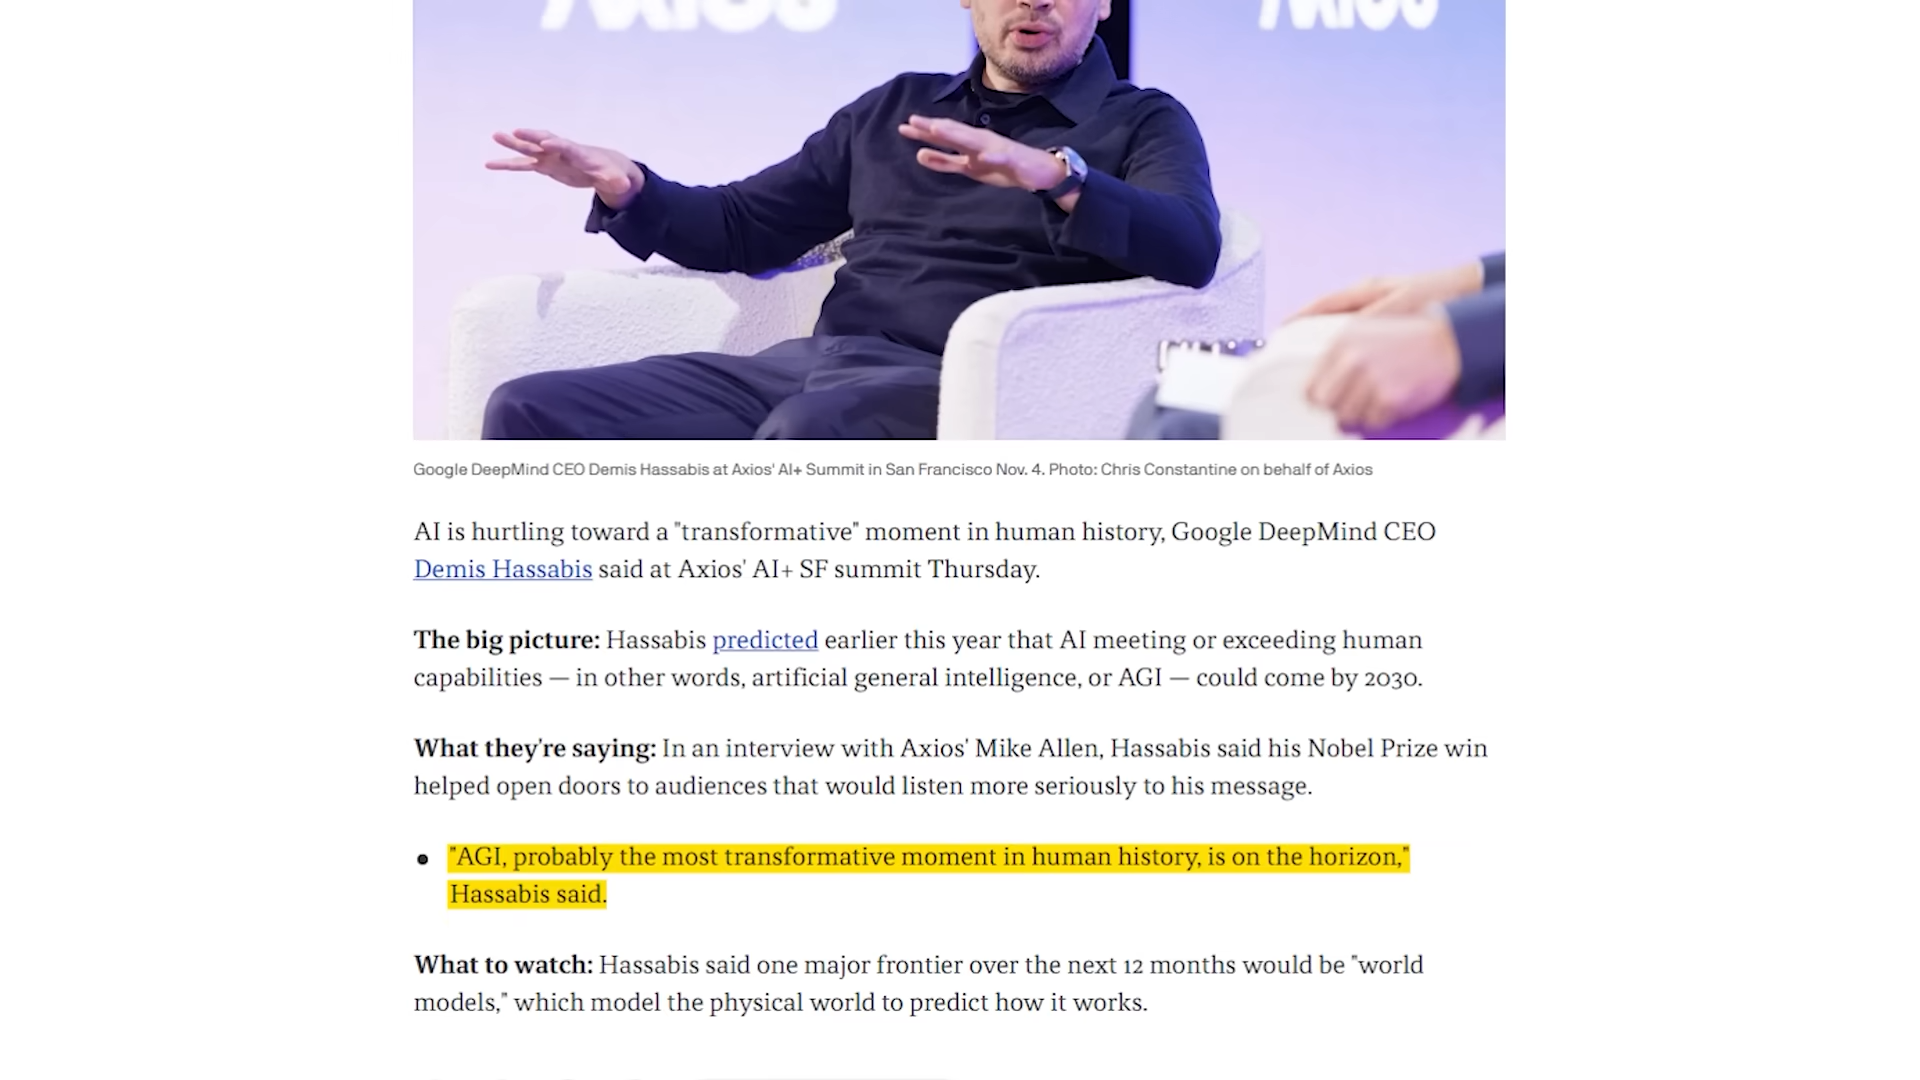 AXIOS
AXIOS
Google DeepMind CEO Demis Hassabis at Axios' AI+ Summit in San Francisco Nov. 4. Photo: Chris Constantine on behalf of Axios
AI is hurtling toward a "transformative" moment in human history, Google DeepMind CEO
Demis Hassabis said at Axios' AI+ SF summit Thursday.
The big picture: Hassabis predicted earlier this year that AI meeting or exceeding human
capabilities — in other words, artificial general intelligence, or AGI — could come by 2030.
What they're saying: In an interview with Axios' Mike Allen, Hassabis said his Nobel Prize win
helped open doors to audiences that would listen more seriously to his message.
• "AGI, probably the most transformative moment in human history, is on the horizon,"
Hassabis said.
What to watch: Hassabis said one major frontier over the next 12 months would be "world
models," which model the physical world to predict how it works.